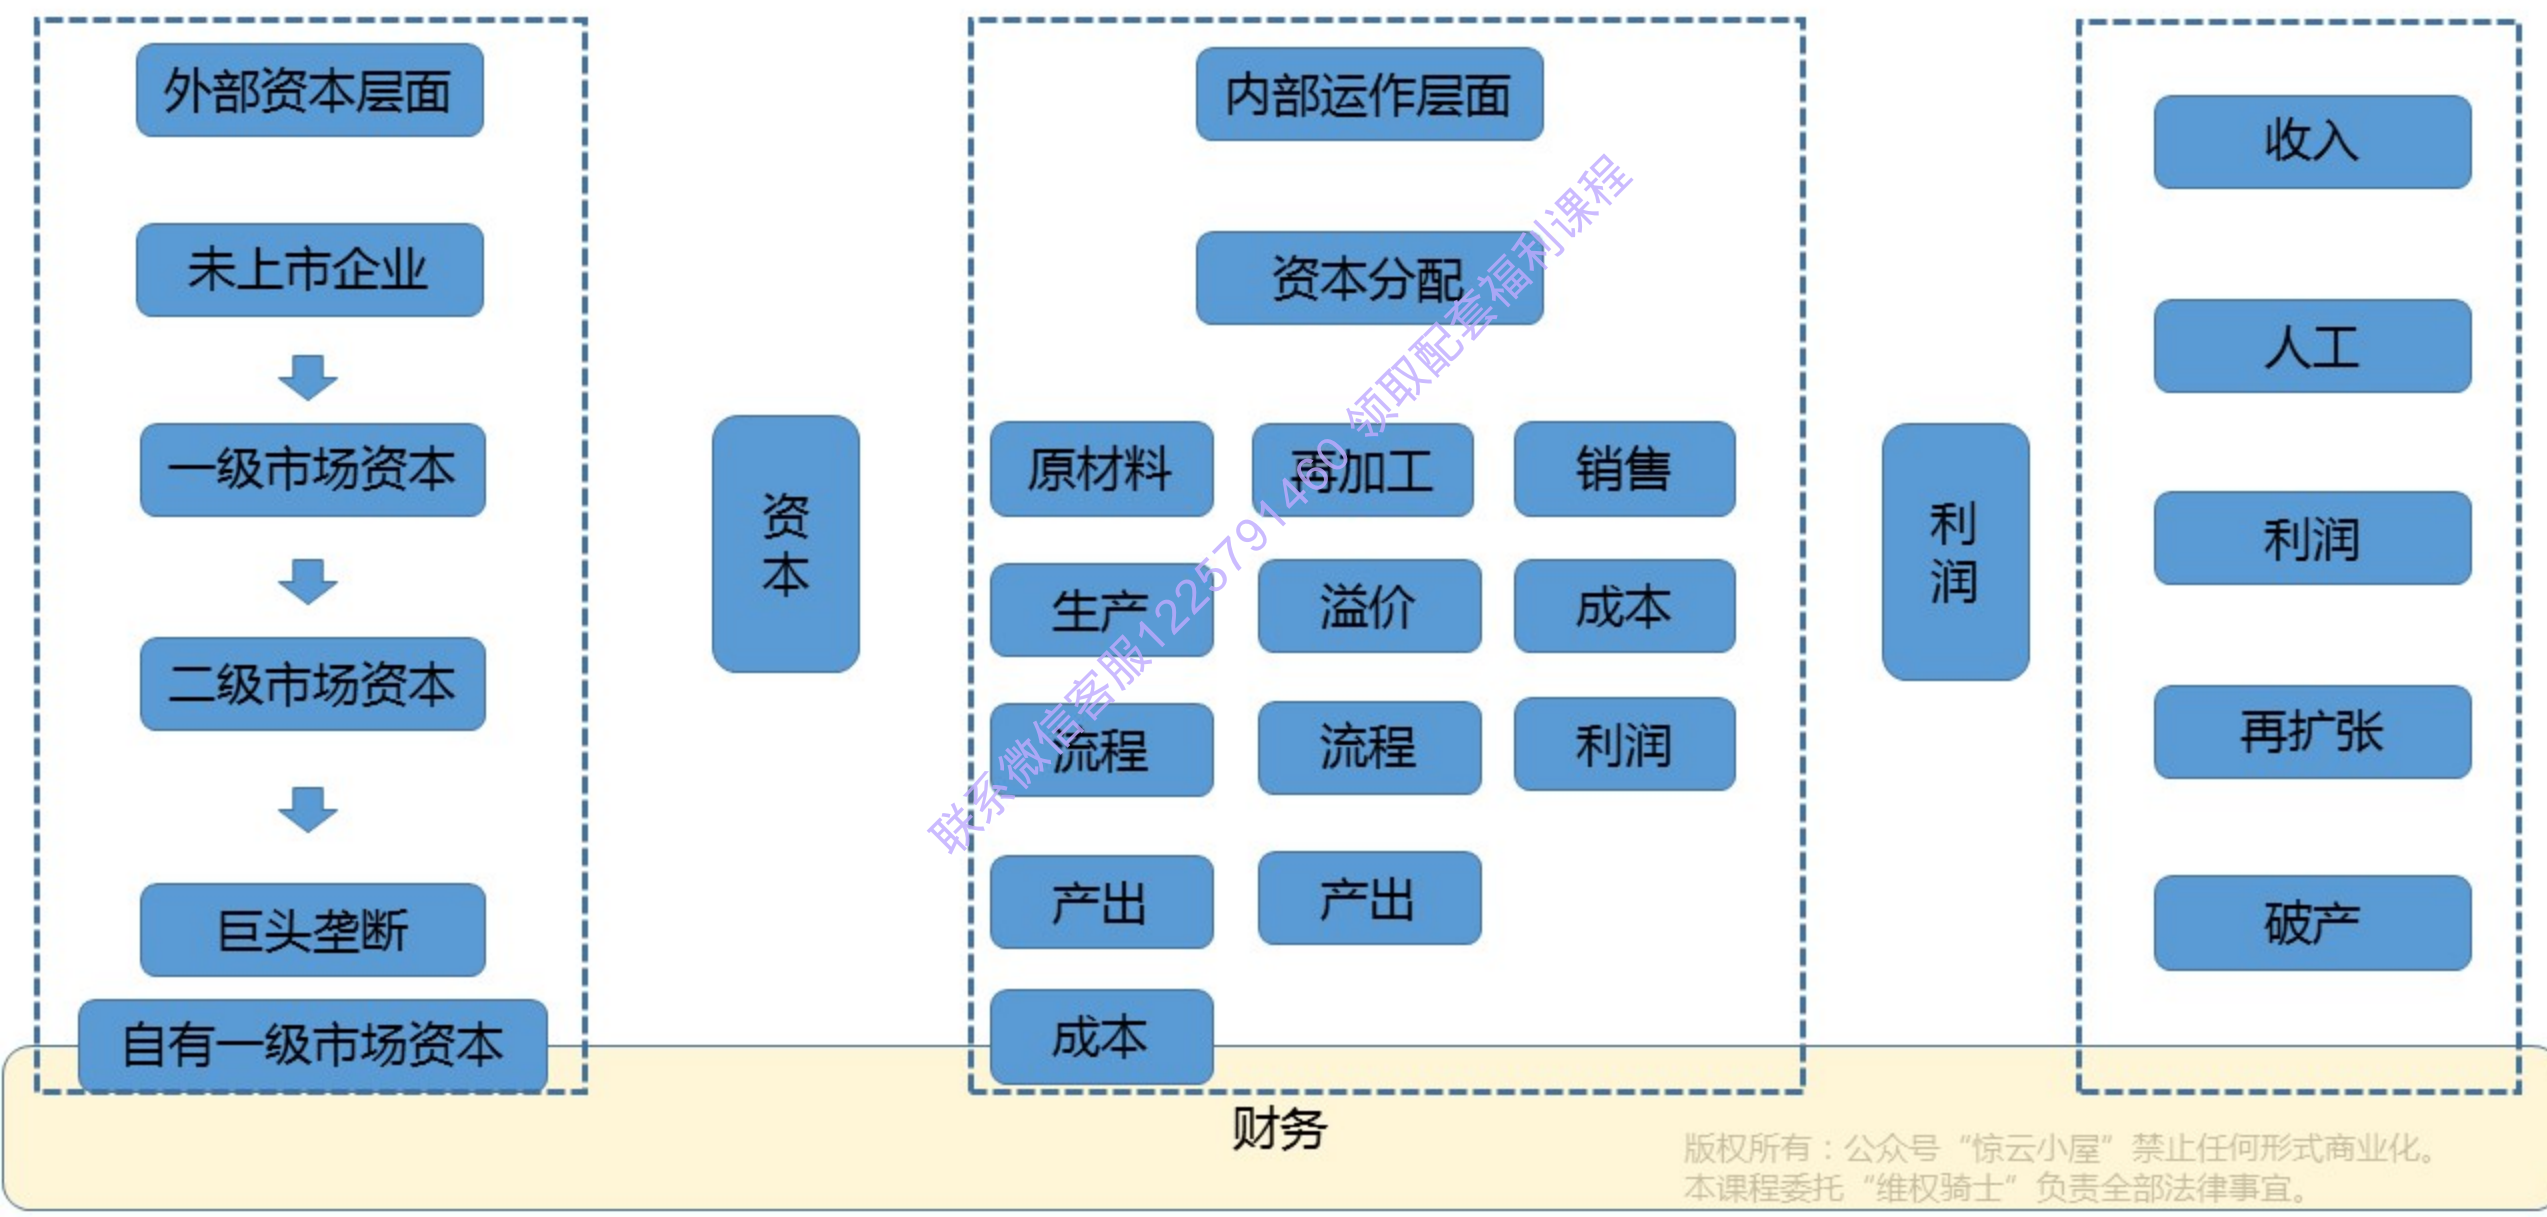 外部资本层面
未上市企业
一级市场资本
二级市场资本
巨头垄断
自有一级市场资本
资
本
内部运作层面
资本分配
原材料
再加工
销售
生产
溢价
成本
流程
流程
利润
产出
产出
成本
利
润
收入
人工
利润
再扩张
破产
财务
联系微信客服1225791460 领取配套福利课程
版权所有：公众号“惊云小屋”禁止任何形式商业化。
本课程委托“维权骑士”负责全部法律事宜。